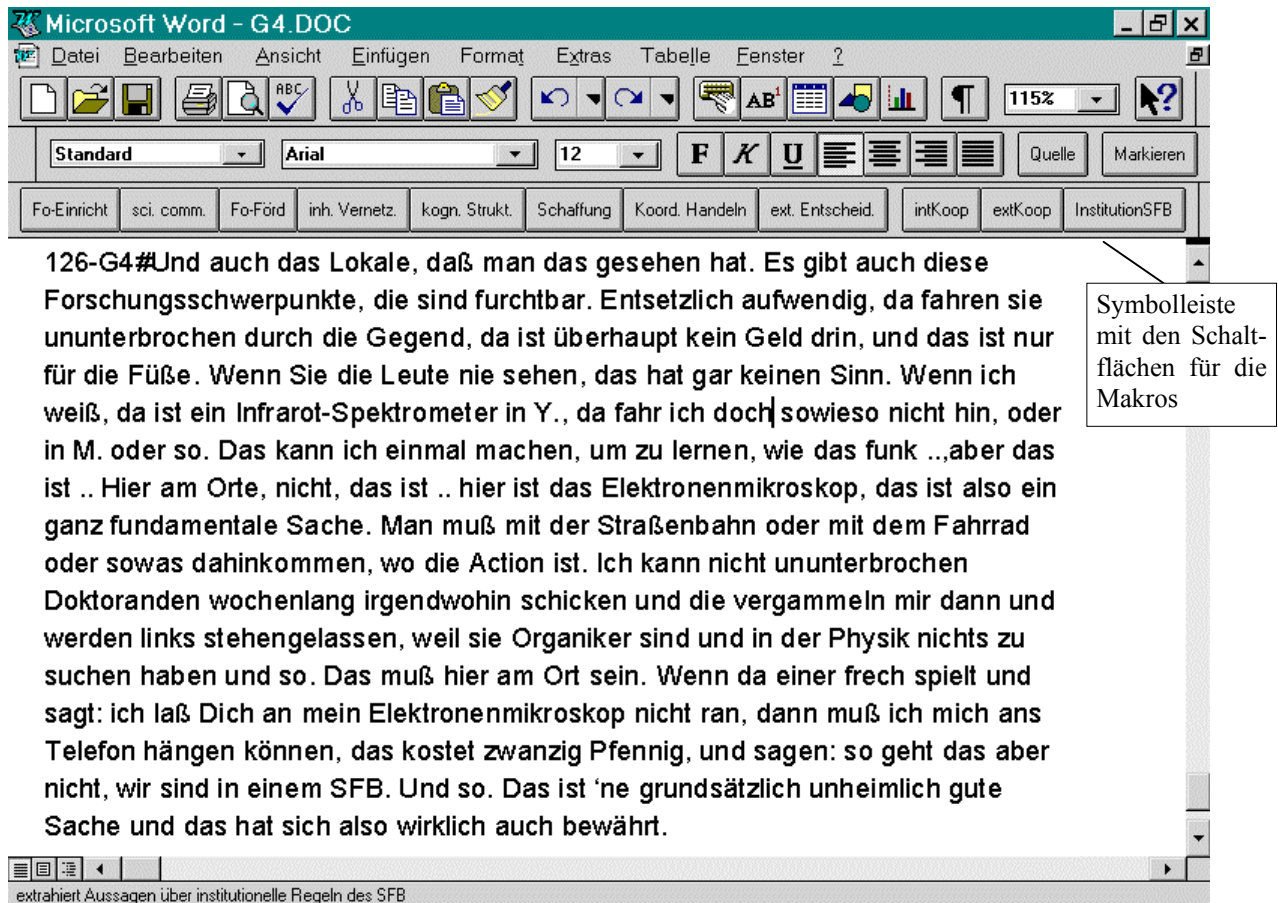 Microsoft Word - G4.DOC
Datei Bearbeiten Ansicht Einfügen Format Extras Tabelle Fenster ?
ABC AB¹ 115% ?
Standard Arial 12 F K U Quelle Markieren
Fo-Einricht sci. comm. Fo-Förd inh. Vernetz. kogn. Strukt. Schaffung Koord. Handeln ext. Entscheid. intKoop extKoop InstitutionSFB
126-G4#Und auch das Lokale, daß man das gesehen hat. Es gibt auch diese
Forschungsschwerpunkte, die sind furchtbar. Entsetzlich aufwendig, da fahren sie
ununterbrochen durch die Gegend, da ist überhaupt kein Geld drin, und das ist nur
für die Füße. Wenn Sie die Leute nie sehen, das hat gar keinen Sinn. Wenn ich
weiß, da ist ein Infrarot-Spektrometer in Y., da fahr ich doch sowieso nicht hin, oder
in M. oder so. Das kann ich einmal machen, um zu lernen, wie das funk ..,aber das
ist .. Hier am Orte, nicht, das ist .. hier ist das Elektronenmikroskop, das ist also ein
ganz fundamentale Sache. Man muß mit der Straßenbahn oder mit dem Fahrrad
oder sowas dahinkommen, wo die Action ist. Ich kann nicht ununterbrochen
Doktoranden wochenlang irgendwohin schicken und die vergammeln mir dann und
werden links stehengelassen, weil sie Organiker sind und in der Physik nichts zu
suchen haben und so. Das muß hier am Ort sein. Wenn da einer frech spielt und
sagt: ich laß Dich an mein Elektronenmikroskop nicht ran, dann muß ich mich ans
Telefon hängen können, das kostet zwanzig Pfennig, und sagen: so geht das aber
nicht, wir sind in einem SFB. Und so. Das ist ‘ne grundsätzlich unheimlich gute
Sache und das hat sich also wirklich auch bewährt.
Symbolleiste
mit den Schalt-
flächen für die
Makros
extrahiert Aussagen über institutionelle Regeln des SFB